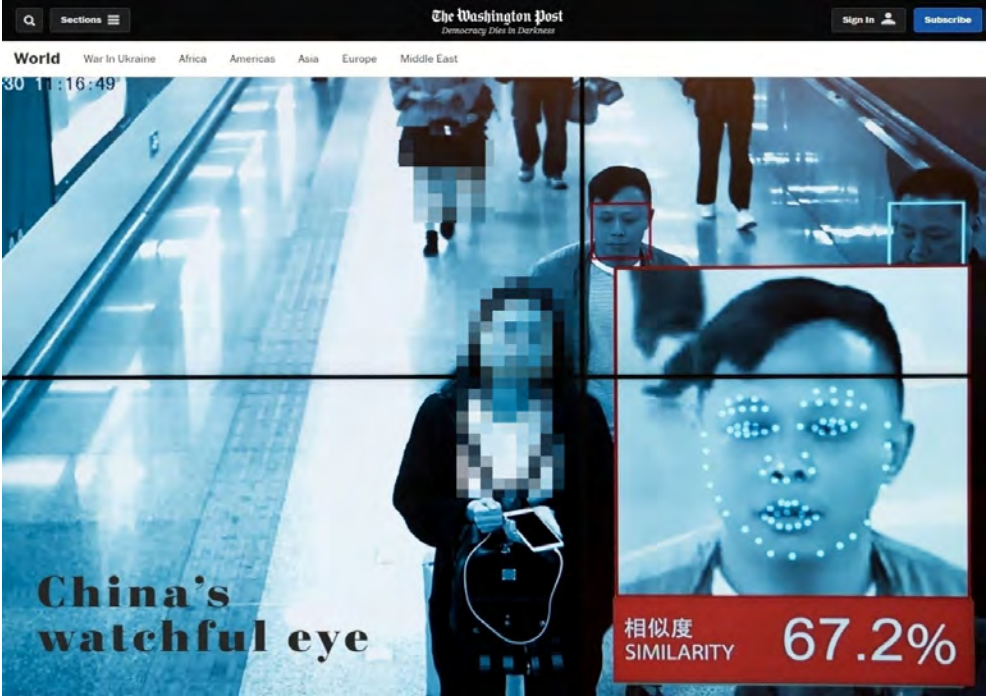 Sections
The Washington Post
Democracy Dies in Darkness
Sign In
Subscribe
World
War In Ukraine
Africa
Americas
Asia
Europe
Middle East
30 11:16:49
China's
watchful eye
相似度
SIMILARITY
67.2%